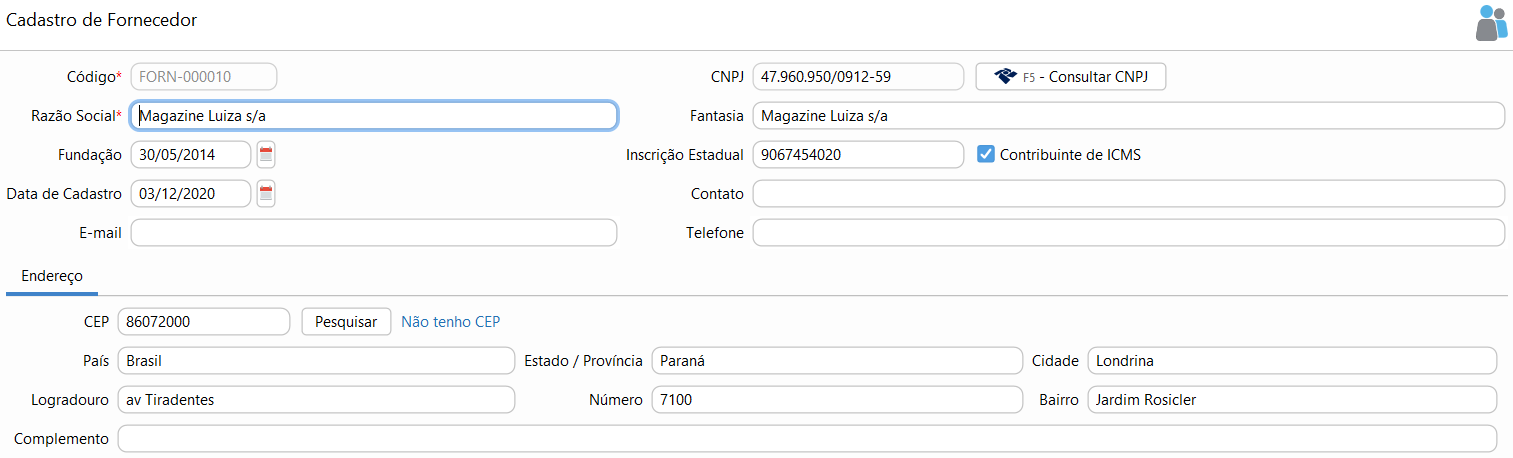 Cadastro de Fornecedor
Código* FORN-000010 CNPJ 47.960.950/0912-59 F5 - Consultar CNPJ
Razão Social* Magazine Luiza s/a Fantasia Magazine Luiza s/a
Fundação 30/05/2014 Inscrição Estadual 9067454020 Contribuinte de ICMS
Data de Cadastro 03/12/2020 Contato
E-mail Telefone
Endereço
CEP 86072000 Pesquisar Não tenho CEP
País Brasil Estado / Província Paraná Cidade Londrina
Logradouro av Tiradentes Número 7100 Bairro Jardim Rosicler
Complemento